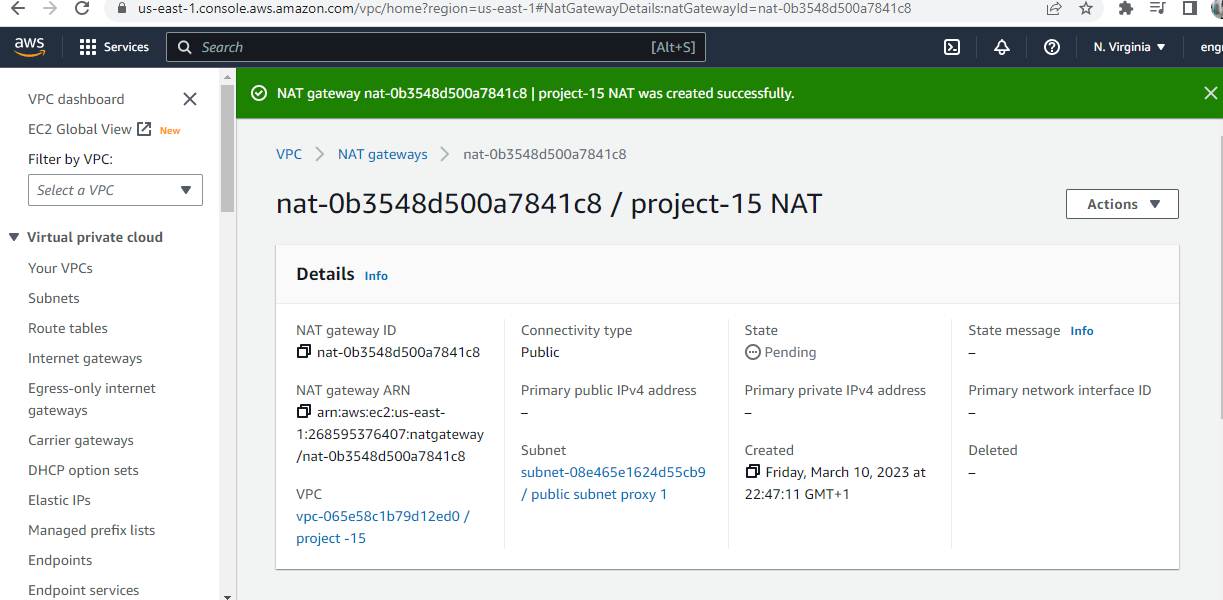 us-east-1.console.aws.amazon.com/vpc/home?region=us-east-1#NatGatewayDetails:natGatewayId=nat-0b3548d500a7841c8
aws
Services
Search
[Alt+S]
N. Virginia
engr
VPC dashboard
EC2 Global View New
Filter by VPC:
Select a VPC
Virtual private cloud
Your VPCs
Subnets
Route tables
Internet gateways
Egress-only internet
gateways
Carrier gateways
DHCP option sets
Elastic IPs
Managed prefix lists
Endpoints
Endpoint services
NAT gateway nat-0b3548d500a7841c8 | project-15 NAT was created successfully.
VPC
NAT gateways
nat-0b3548d500a7841c8
nat-0b3548d500a7841c8 / project-15 NAT
Actions
Details Info
NAT gateway ID
nat-0b3548d500a7841c8
NAT gateway ARN
arn:aws:ec2:us-east-
1:268595376407:natgateway
/nat-0b3548d500a7841c8
VPC
vpc-065e58c1b79d12ed0 /
project -15
Connectivity type
Public
Primary public IPv4 address
–
Subnet
subnet-08e465e1624d55cb9
/ public subnet proxy 1
State
Pending
Primary private IPv4 address
–
Created
Friday, March 10, 2023 at
22:47:11 GMT+1
State message Info
–
Primary network interface ID
–
Deleted
–